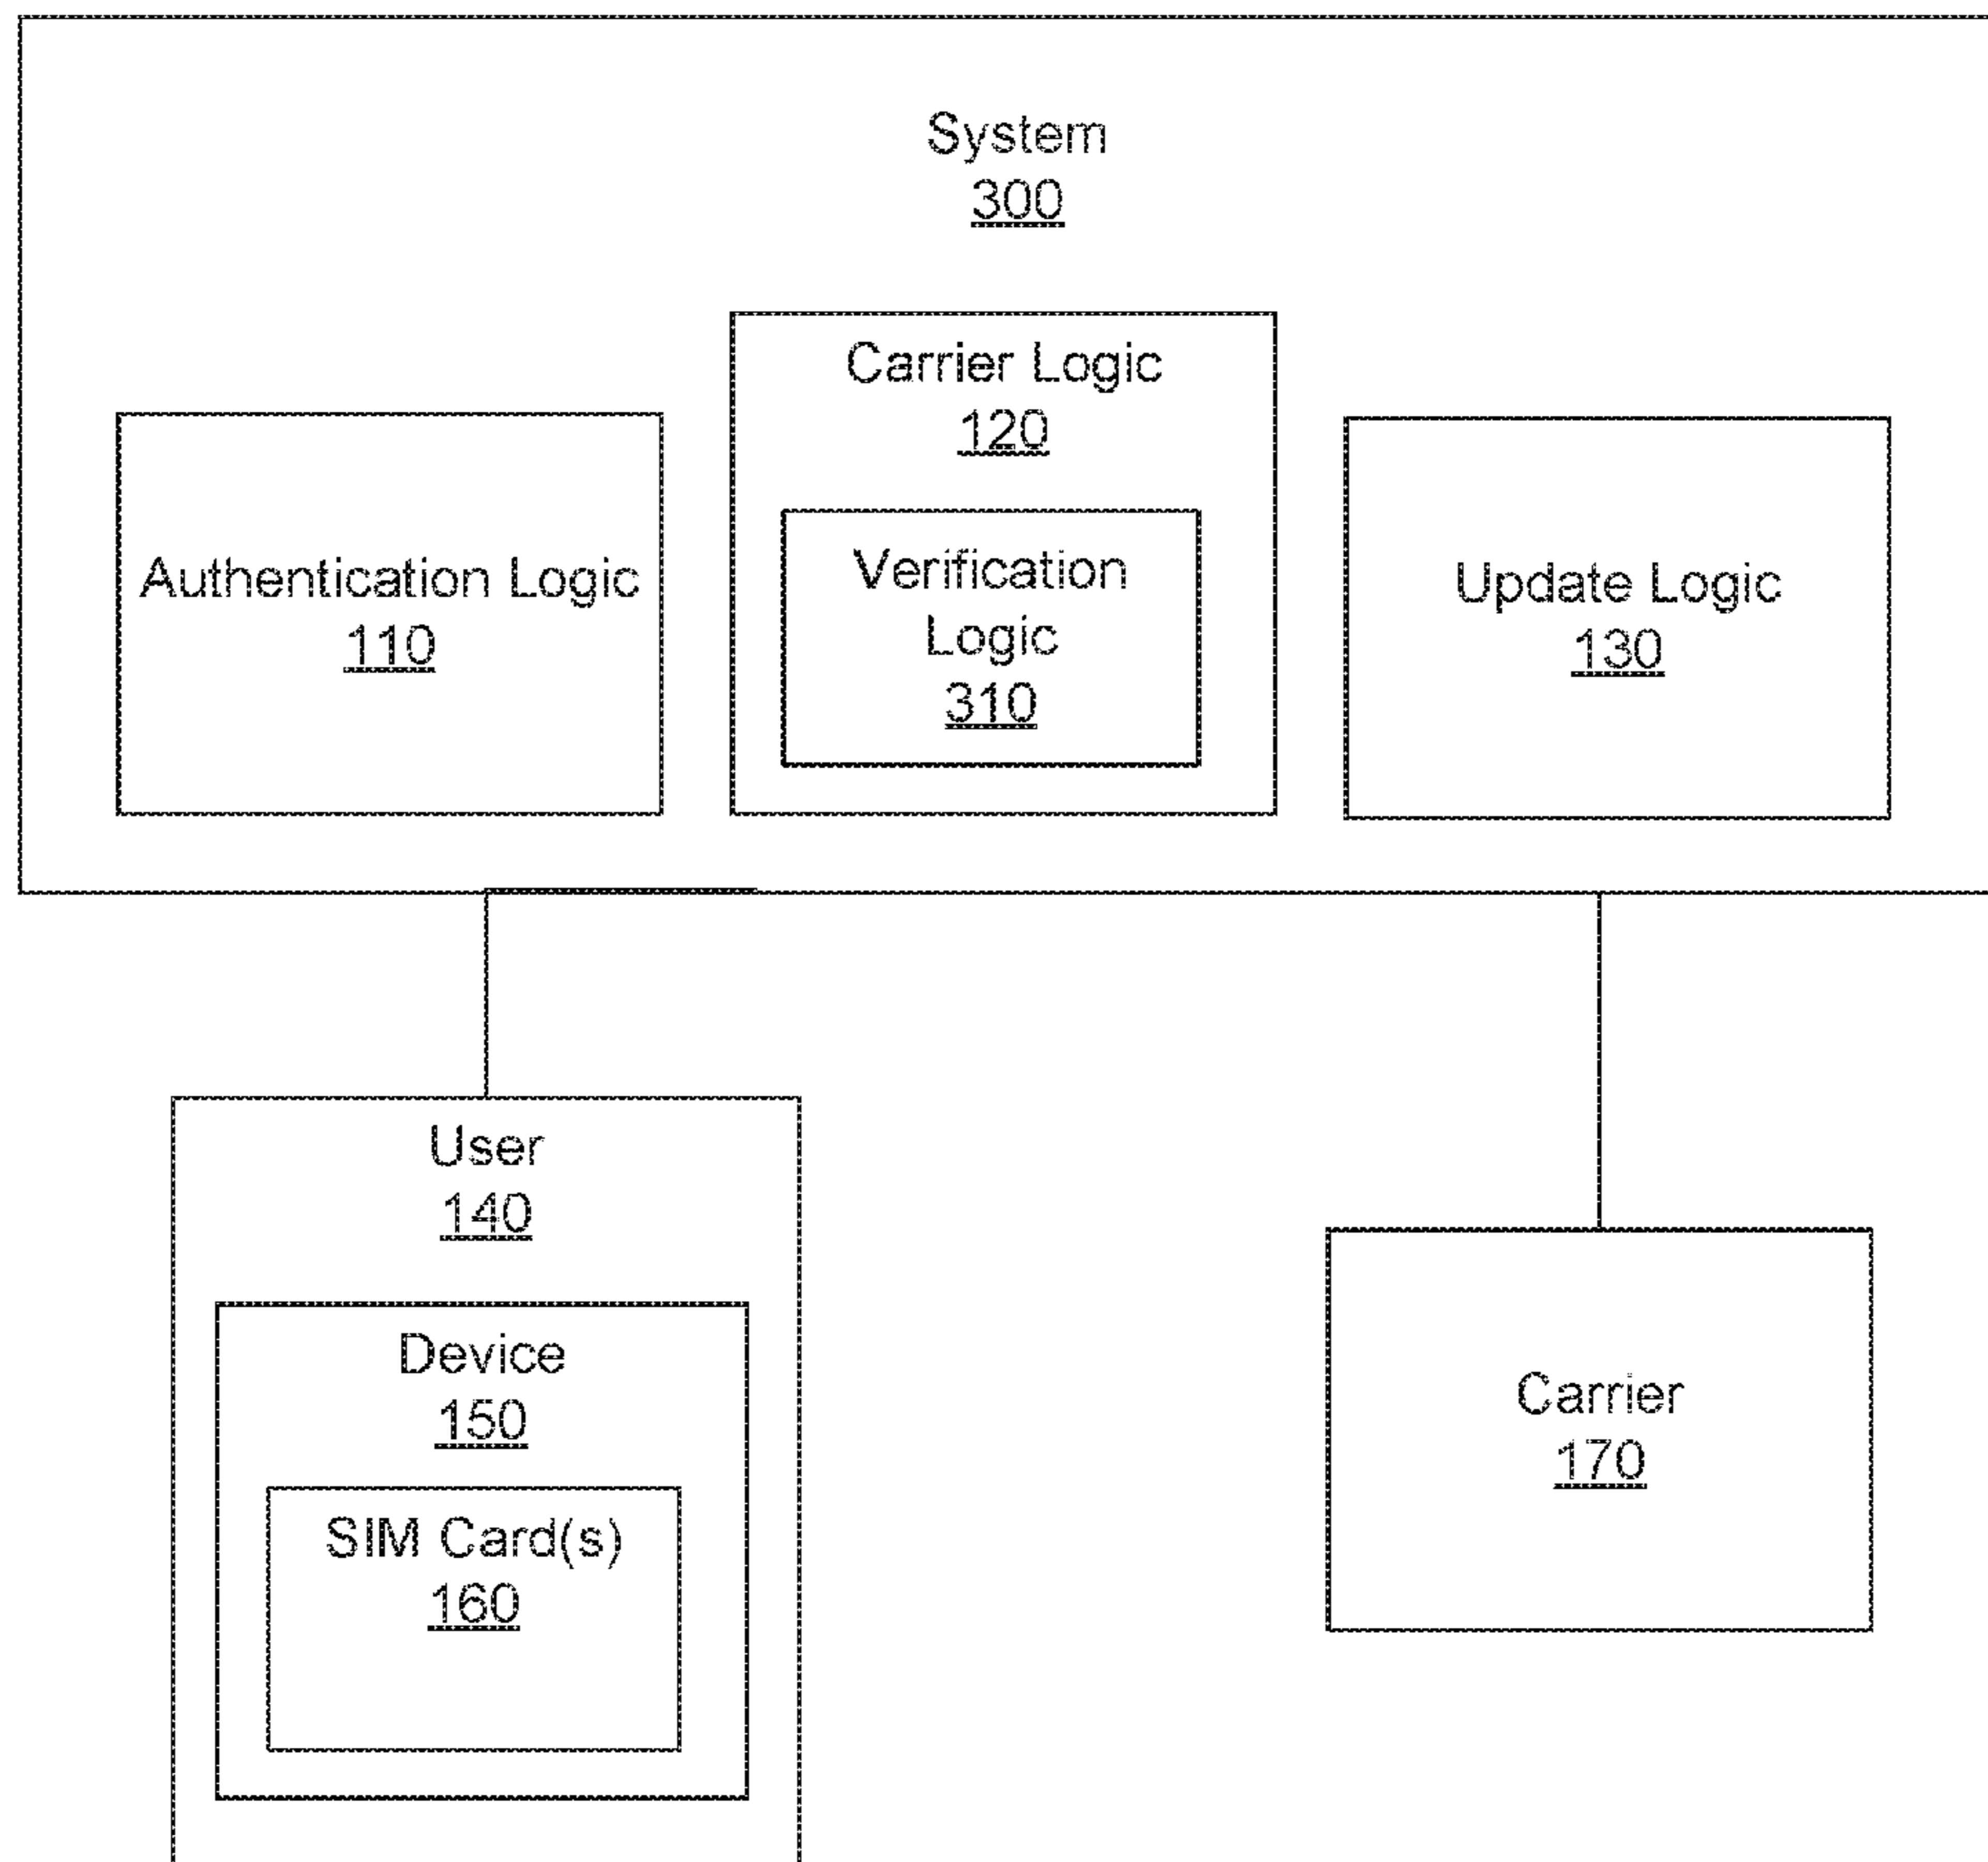 System
300
Carrier Logic
120
Authentication Logic
110
Verification
Logic
310
Update Logic
130
User
140
Device
150
SIM Card(s)
160
Carrier
170